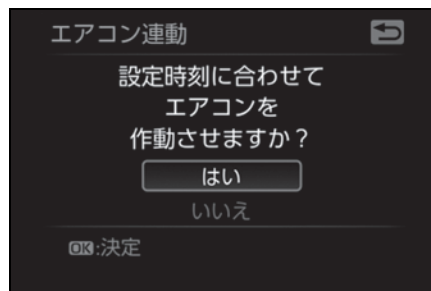 エアコン連動
設定時刻に合わせて
エアコンを
作動させますか？
はい
いいえ
OK:決定